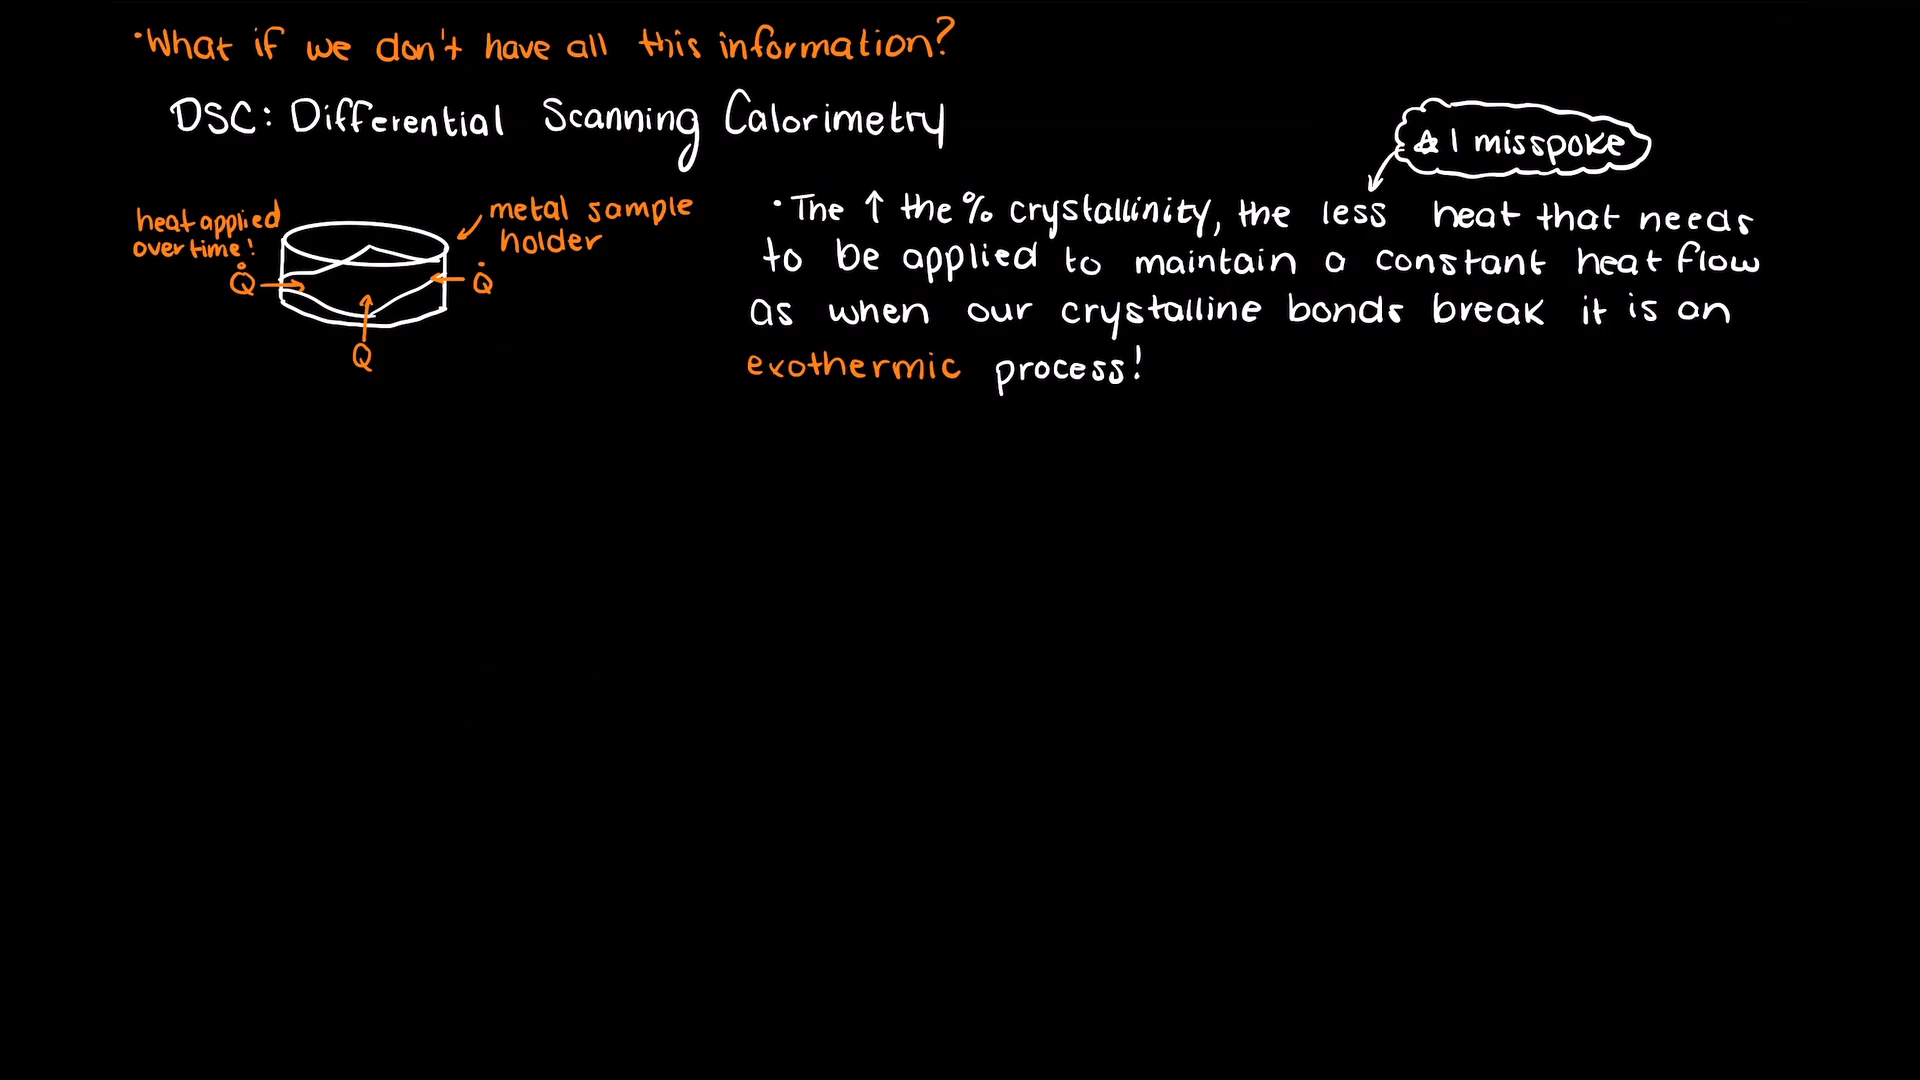 ·What if we don't have all this information?
DSC: Differential Scanning Calorimetry
☆ I misspoke
heat applied
over time!
metal sample
holder
Q̇
Q̇
Q
·The ↑ the % crystallinity, the less heat that needs
to be applied to maintain a constant heat flow
as when our crystalline bonds break it is an
exothermic process!